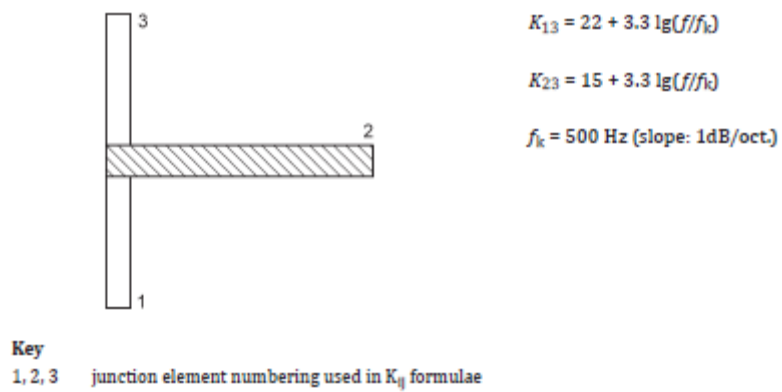 3
K13 = 22 + 3.3 lg(f/fk)
K23 = 15 + 3.3 lg(f/fk)
2
fk = 500 Hz (slope: 1dB/oct.)
1
Key
1, 2, 3 junction element numbering used in Kij formulae